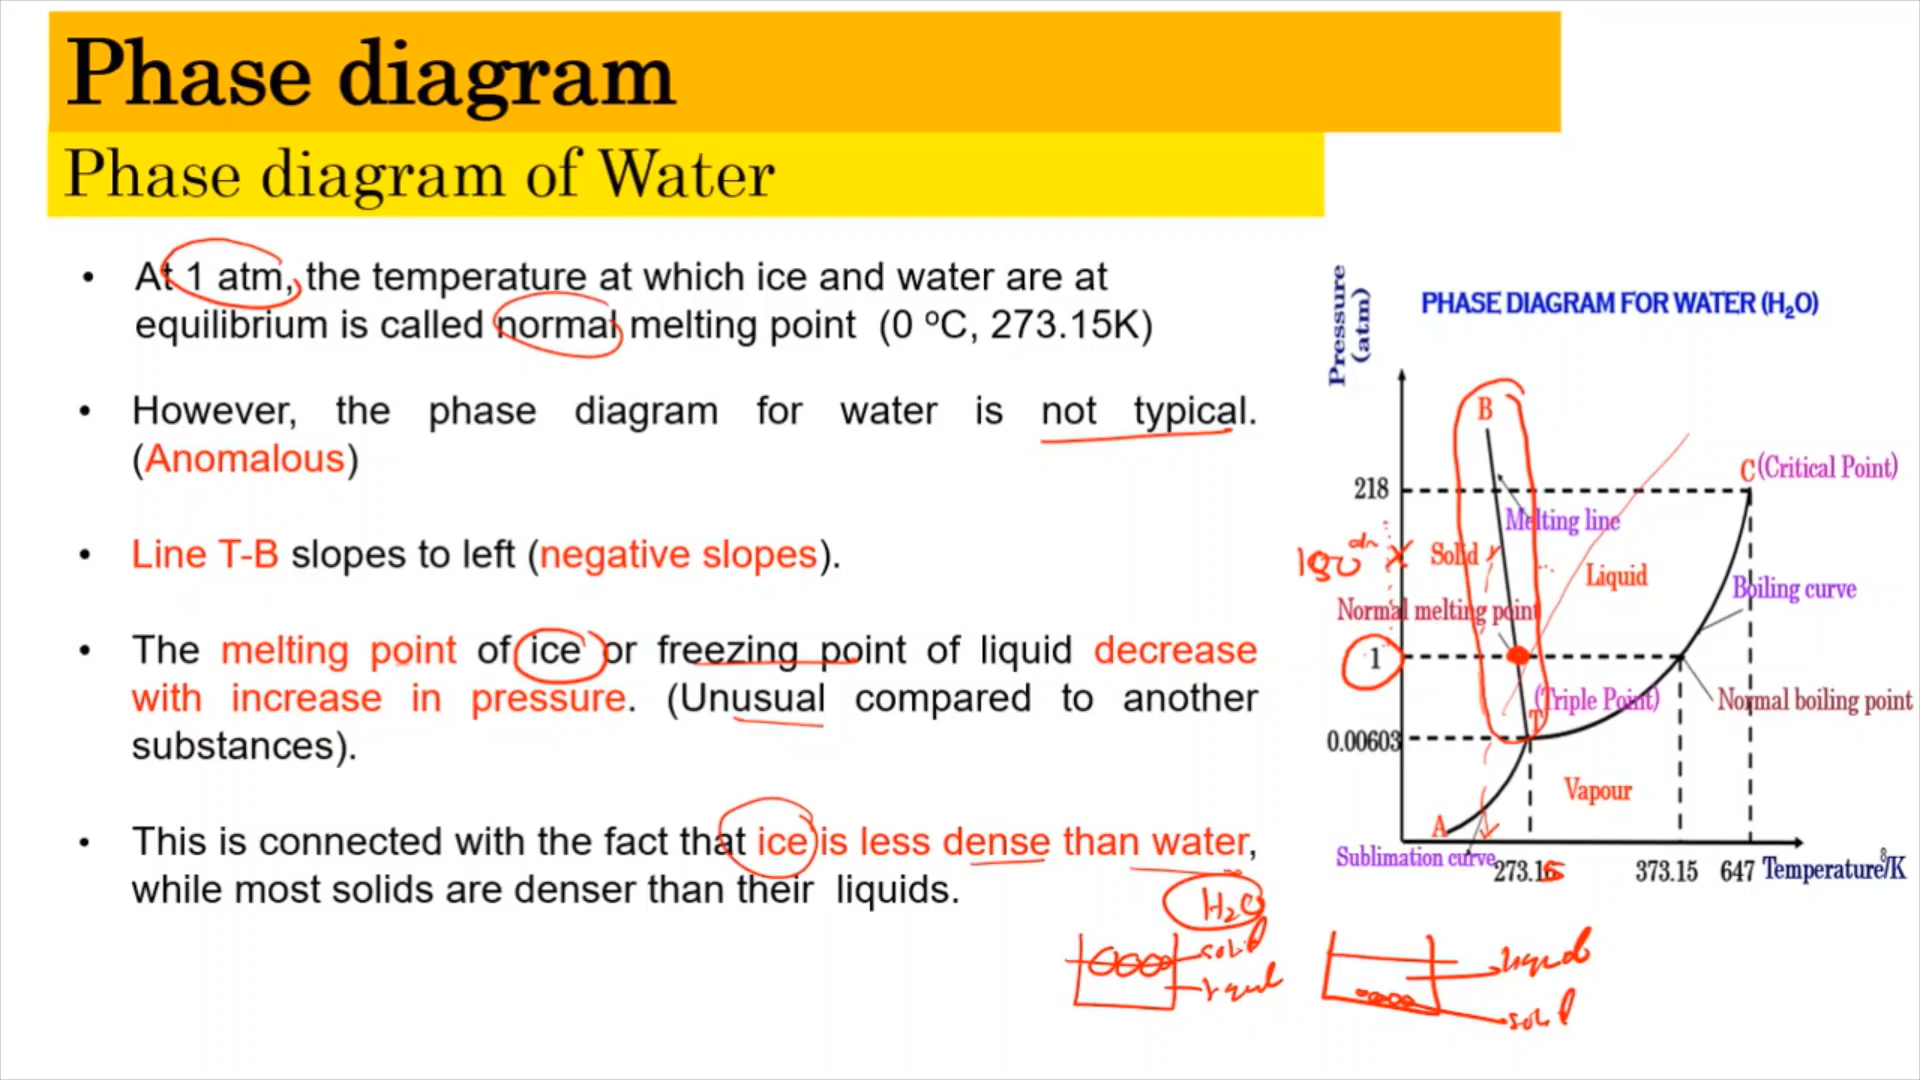 Phase diagram
Phase diagram of Water
• At 1 atm, the temperature at which ice and water are at
equilibrium is called normal melting point (0 ºC, 273.15K)
• However, the phase diagram for water is not typical.
(Anomalous)
• Line T-B slopes to left (negative slopes).
• The melting point of ice or freezing point of liquid decrease
with increase in pressure. (Unusual compared to another
substances).
• This is connected with the fact that ice is less dense than water,
while most solids are denser than their liquids.
Pressure
(atm)
PHASE DIAGRAM FOR WATER (H₂O)
B
C (Critical Point)
218
Melting line
Solid
Liquid
Boiling curve
Normal melting point
1
(Triple Point)
T
Normal boiling point
0.00603
Vapour
A
Sublimation curve
273.15
373.15
647
Temperature/K
H₂O
solid
liquid
solid